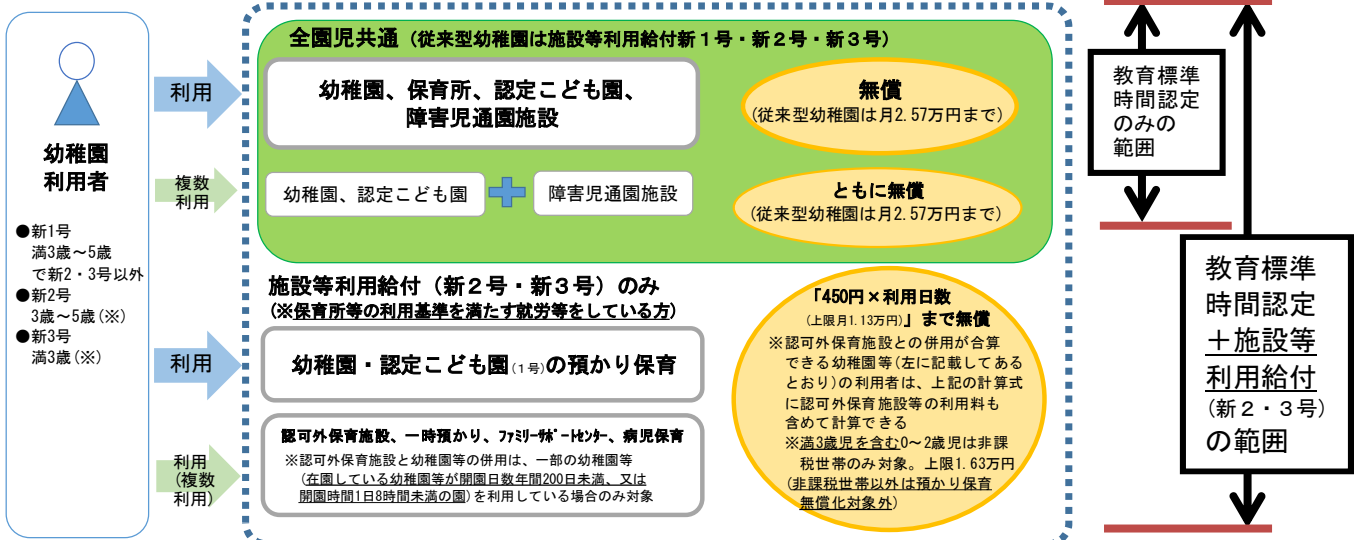 幼稚園
利用者
●新1号
満3歳～5歳
で新2・3号以外
●新2号
3歳～5歳(※)
●新3号
満3歳(※)
利用
複数
利用
利用
利用
(複数
利用)
全園児共通（従来型幼稚園は施設等利用給付新１号・新２号・新３号）
幼稚園、保育所、認定こども園、
障害児通園施設
無償
(従来型幼稚園は月2.57万円まで)
幼稚園、認定こども園
障害児通園施設
ともに無償
(従来型幼稚園は月2.57万円まで)
施設等利用給付（新２号・新３号）のみ
(※保育所等の利用基準を満たす就労等をしている方)
幼稚園・認定こども園(１号)の預かり保育
認可外保育施設、一時預かり、ﾌｧﾐﾘｰｻﾎﾟｰﾄｾﾝﾀｰ、病児保育
※認可外保育施設と幼稚園等の併用は、一部の幼稚園等
(在園している幼稚園等が開園日数年間200日未満、又は
開園時間1日8時間未満の園)を利用している場合のみ対象
「450円×利用日数
(上限月1.13万円)」まで無償
※認可外保育施設との併用が合算
できる幼稚園等(左に記載してある
とおり)の利用者は、上記の計算式
に認可外保育施設等の利用料も
含めて計算できる
※満3歳児を含む0～2歳児は非課
税世帯のみ対象。上限1.63万円
(非課税世帯以外は預かり保育
無償化対象外)
教育標準
時間認定
のみの
範囲
教育標準
時間認定
＋施設等
利用給付
(新２・３号)
の範囲